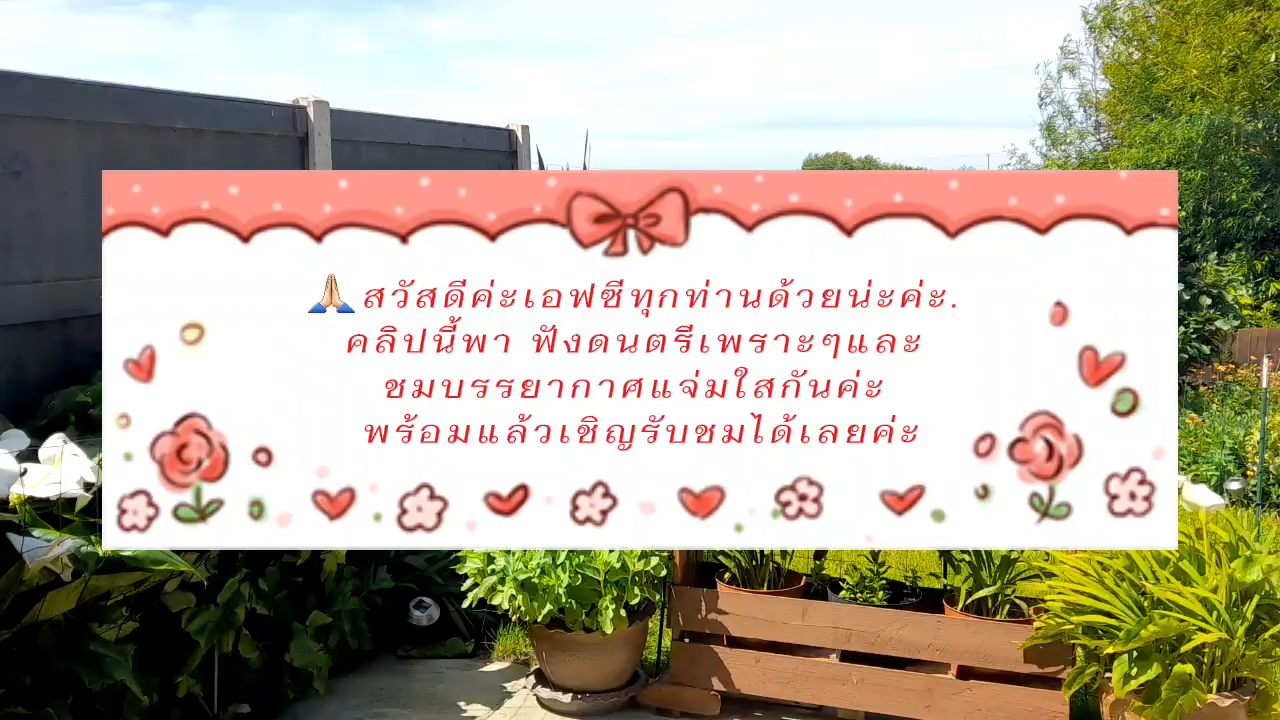 🙏🏻สวัสดีค่ะเอฟซีทุกท่านด้วยน่ะค่ะ.
คลิปนี้พา ฟังดนตรีเพราะๆและ
ชมบรรยากาศแจ่มใสกันค่ะ
พร้อมแล้วเชิญรับชมได้เลยค่ะ